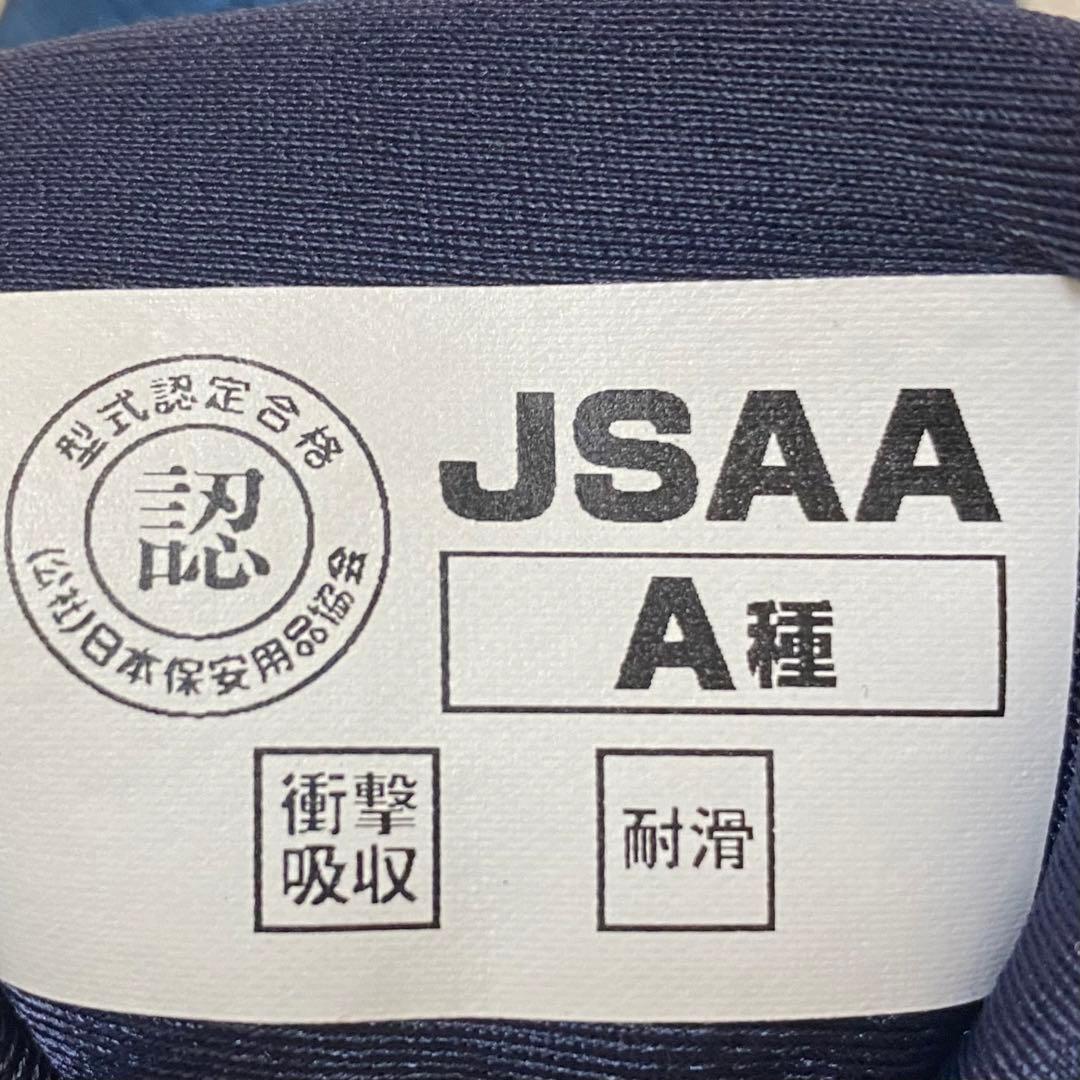 型式認定合格
認
(公社)日本保安用品協会
JSAA
A種
衝撃
吸収
耐滑